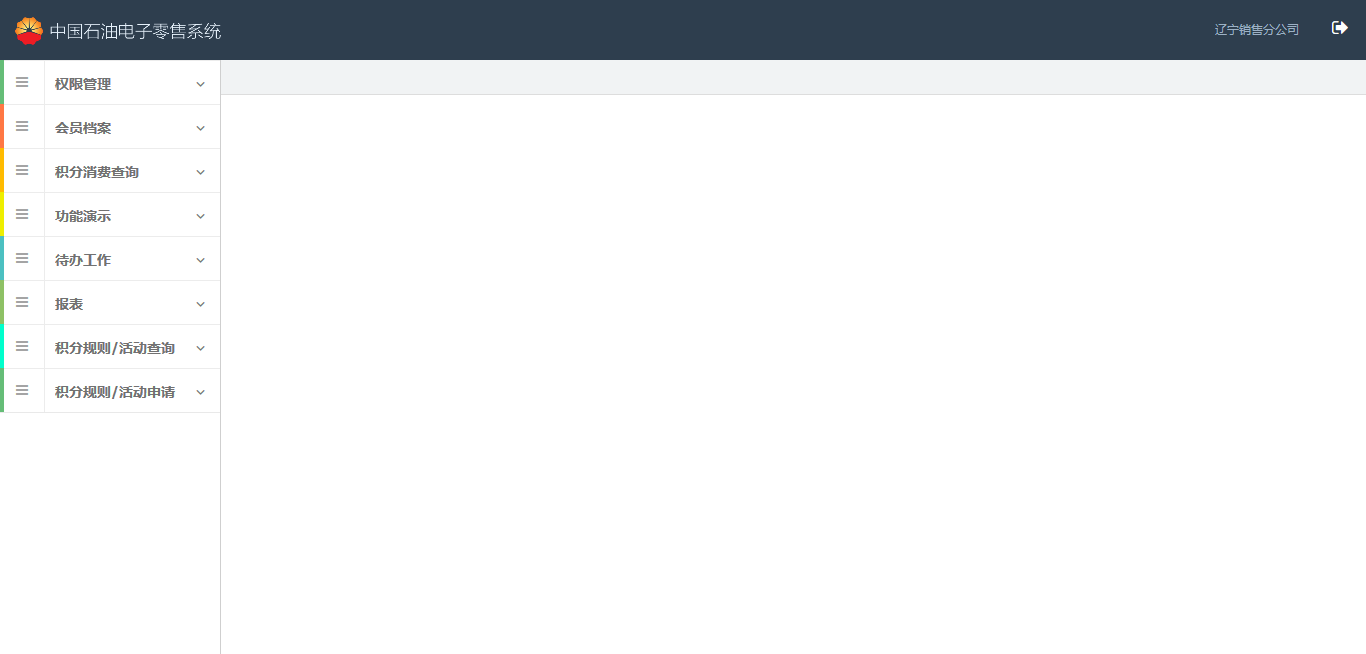 中国石油电子零售系统
辽宁销售分公司
权限管理
会员档案
积分消费查询
功能演示
待办工作
报表
积分规则/活动查询
积分规则/活动申请